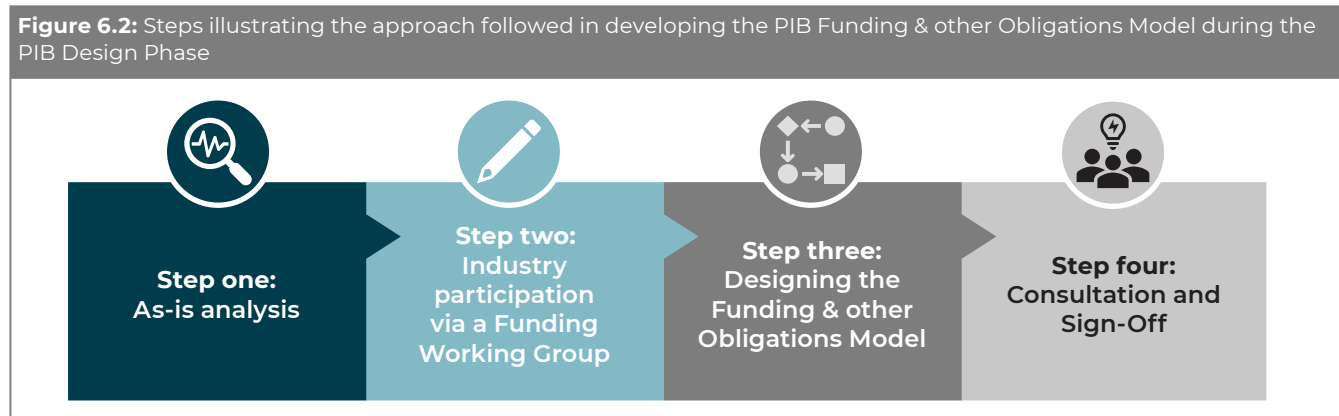 Figure 6.2: Steps illustrating the approach followed in developing the PIB Funding & other Obligations Model during the
PIB Design Phase
Step one:
As-is analysis
Step two:
Industry
participation
via a Funding
Working Group
Step three:
Designing the
Funding & other
Obligations Model
Step four:
Consultation and
Sign-Off